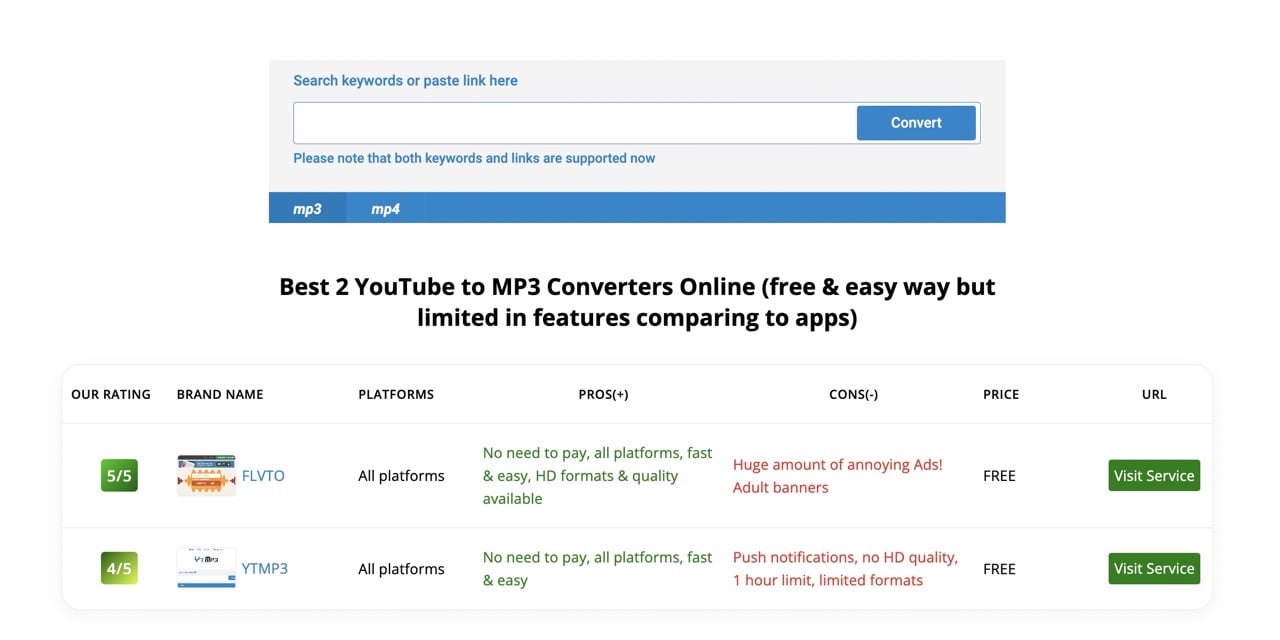 Search keywords or paste link here
Convert
Please note that both keywords and links are supported now
mp3 mp4
Best 2 YouTube to MP3 Converters Online (free & easy way but
limited in features comparing to apps)
OUR RATING BRAND NAME PLATFORMS PROS(+) CONS(-) PRICE URL
5/5
FLVTO
All platforms
No need to pay, all platforms, fast
& easy, HD formats & quality
available
Huge amount of annoying Ads!
Adult banners
FREE
Visit Service
4/5
YTMP3
YTMP3
All platforms
No need to pay, all platforms, fast
& easy
Push notifications, no HD quality,
1 hour limit, limited formats
FREE
Visit Service